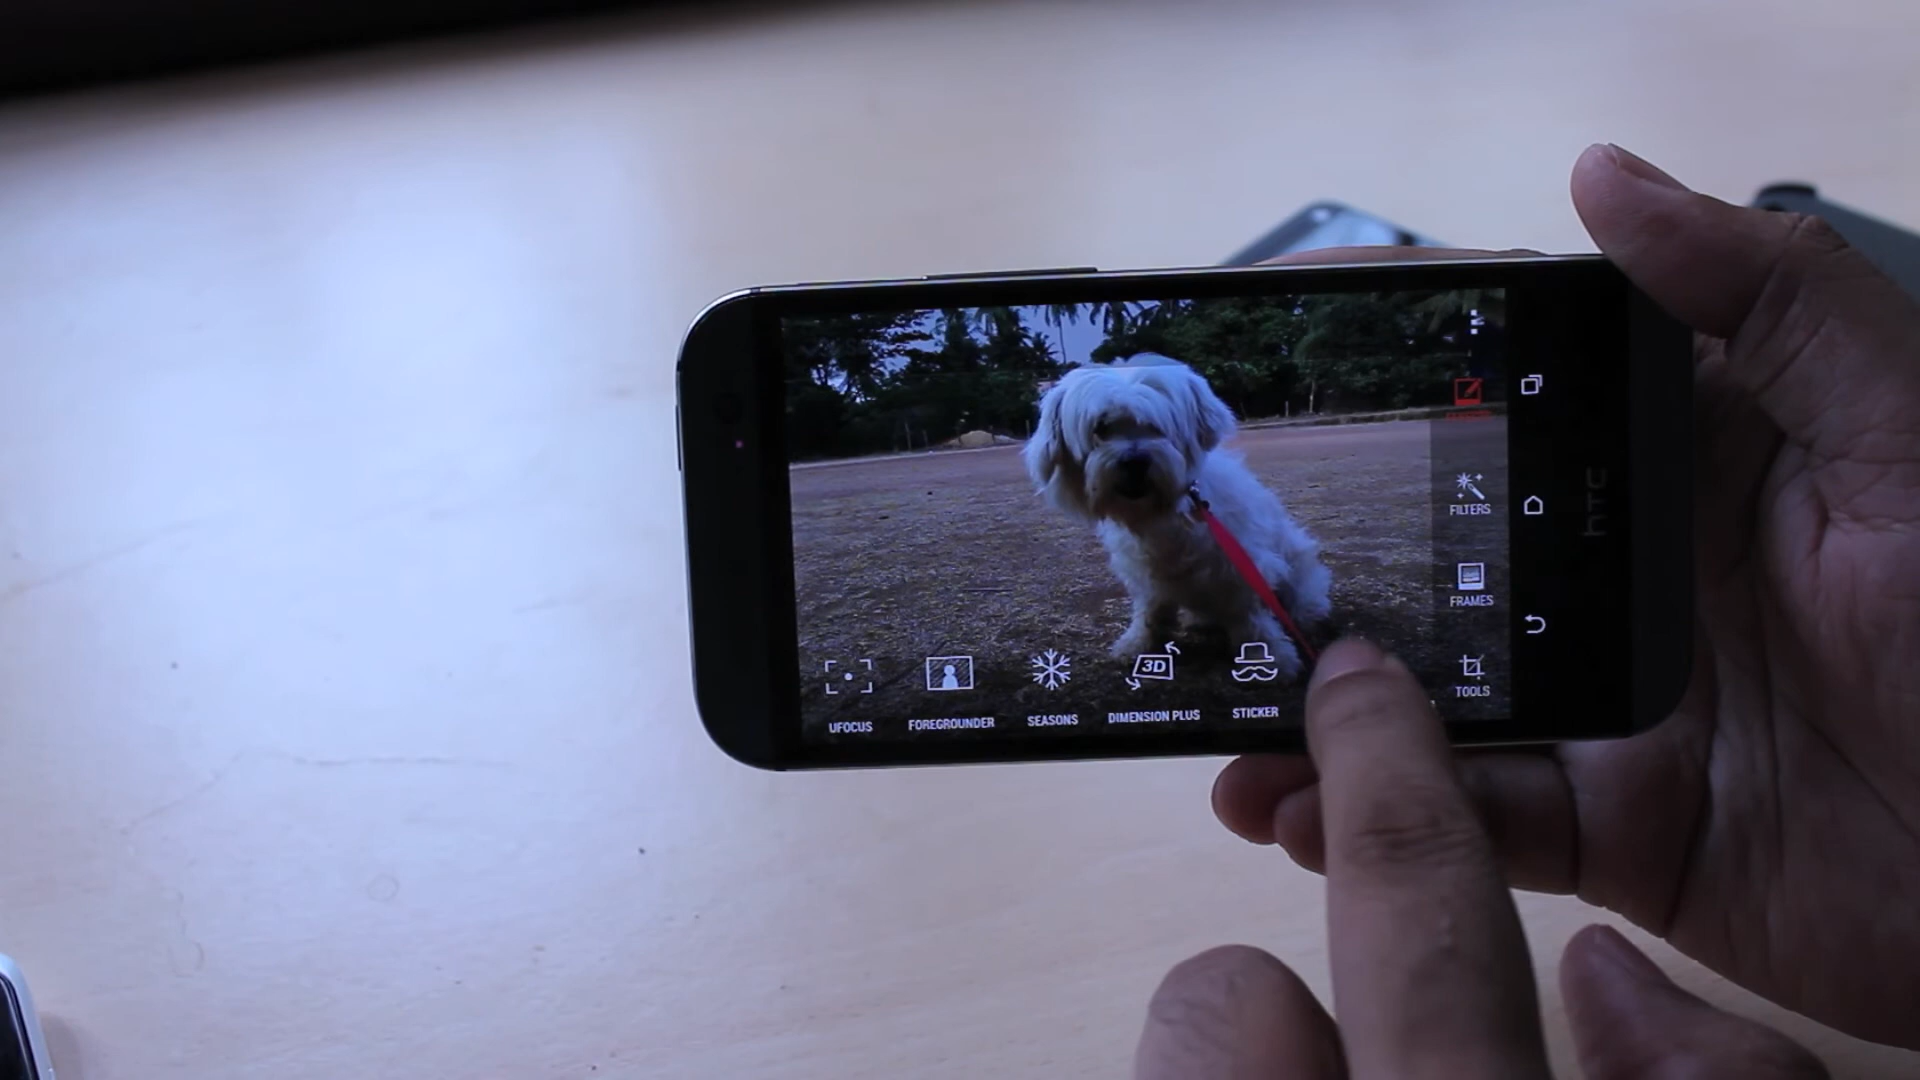 FILTERS
FRAMES
TOOLS
3D
UFOCUS
FOREGROUNDER
SEASONS
DIMENSION PLUS
STICKER
hTC